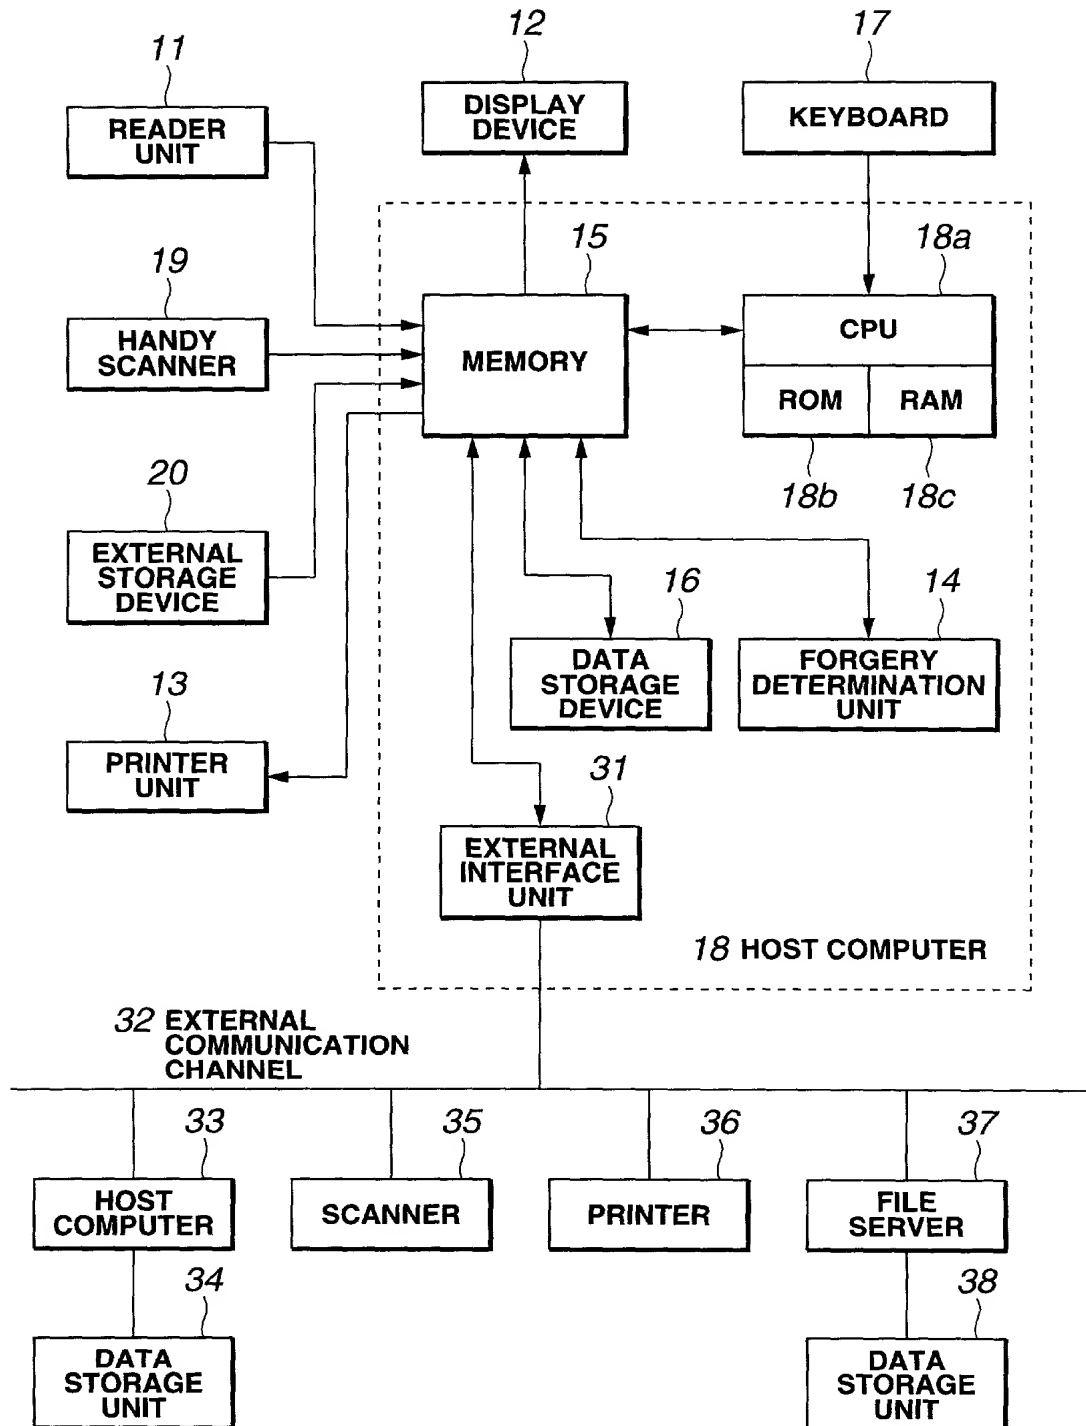 12
17
11
DISPLAY
DEVICE
KEYBOARD
READER
UNIT
15
18a
19
HANDY
SCANNER
MEMORY
CPU
ROM
RAM
20
18b
18c
EXTERNAL
STORAGE
DEVICE
16
14
DATA
STORAGE
DEVICE
FORGERY
DETERMINATION
UNIT
13
PRINTER
UNIT
31
EXTERNAL
INTERFACE
UNIT
18 HOST COMPUTER
32 EXTERNAL
COMMUNICATION
CHANNEL
33
35
36
37
HOST
COMPUTER
SCANNER
PRINTER
FILE
SERVER
34
38
DATA
STORAGE
UNIT
DATA
STORAGE
UNIT